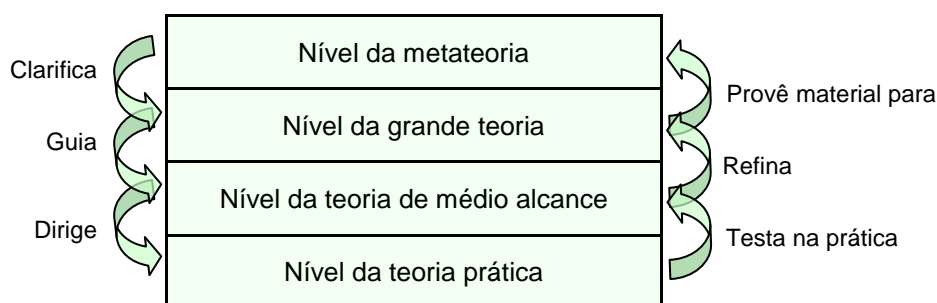 Nível da metateoria
Clarifica
Provê material para
Nível da grande teoria
Guia
Refina
Nível da teoria de médio alcance
Dirige
Testa na prática
Nível da teoria prática